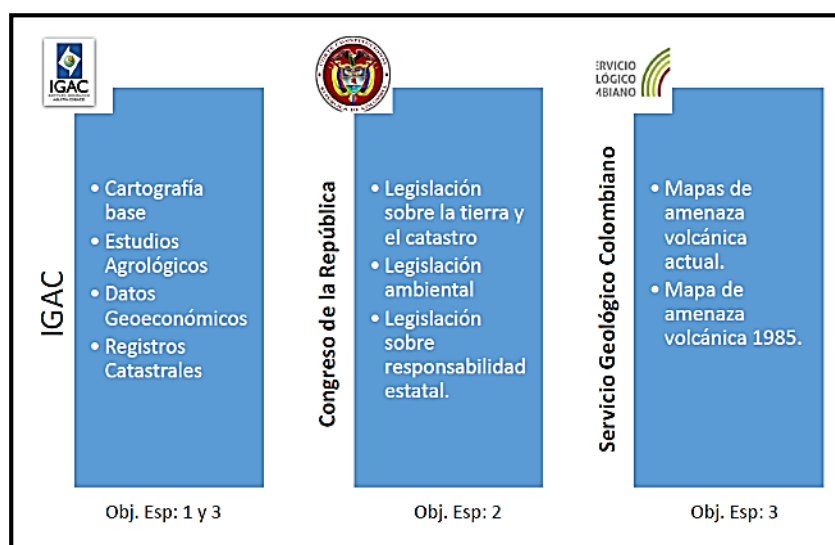 IGAC
ERVICIO
LÓGICO
MBIANO
IGAC
• Cartografía
base
• Estudios
Agrológicos
• Datos
Geoeconómicos
• Registros
Catastrales
Obj. Esp: 1 y 3
Congreso de la República
• Legislación
sobre la tierra y
el catastro
• Legislación
ambiental
• Legislación
sobre
responsabilidad
estatal.
Obj. Esp: 2
Servicio Geológico Colombiano
• Mapas de
amenaza
volcánica
actual.
• Mapa de
amenaza
volcánica 1985.
Obj. Esp: 3